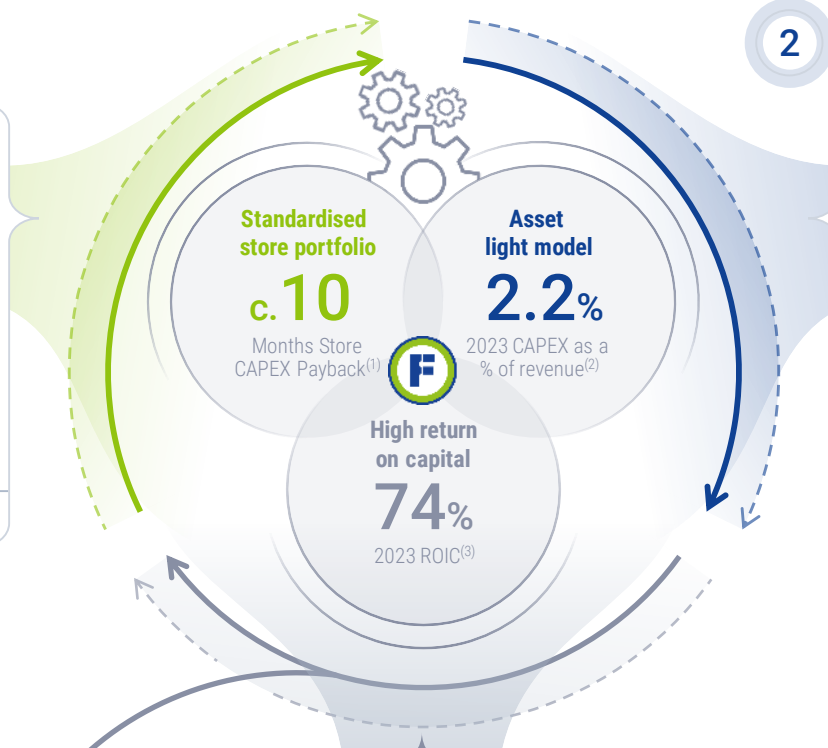 2
Standardised
store portfolio
c.10
Months Store
CAPEX Payback(1)
Asset
light model
2.2%
2023 CAPEX as a
% of revenue(2)
F
High return
on capital
74%
2023 ROIC(3)